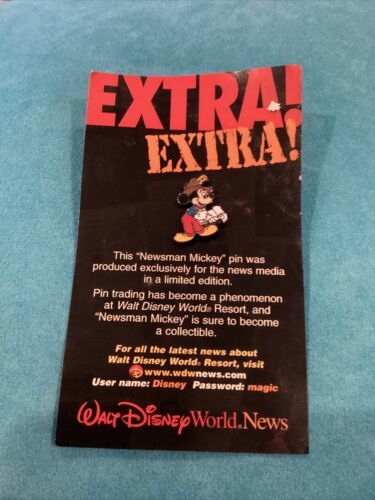 EXTRA!
EXTRA!
This "Newsman Mickey" pin was
produced exclusively for the news media
in a limited edition.
Pin trading has become a phenomenon
at Walt Disney World® Resort, and
"Newsman Mickey" is sure to become
a collectible.
For all the latest news about
Walt Disney World® Resort, visit
www.wdwnews.com
User name: Disney Password: magic
WALT DISNEY World® News